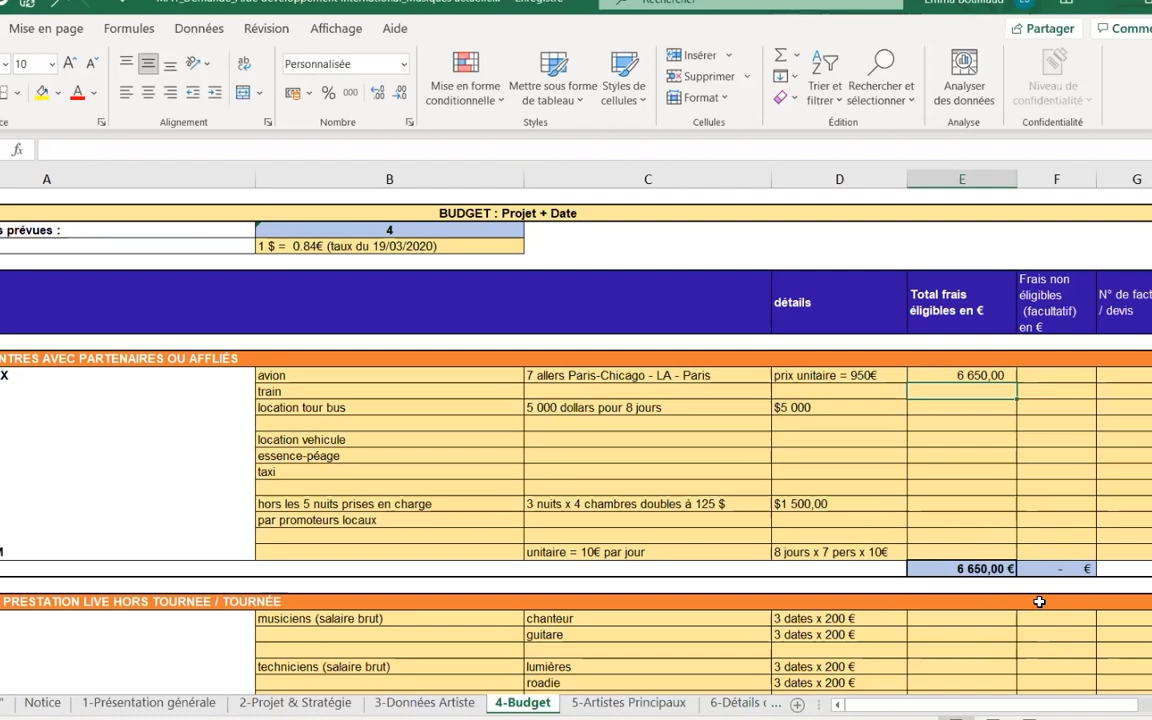 Rechercher
Mise en page Formules Données Révision Affichage Aide Partager Comme
10 Personnalisée Insérer Supprimer Format
% 000
Mise en forme conditionnelle Mettre sous forme de tableau Styles de cellules Trier et filtrer Rechercher et sélectionner Analyser des données Niveau de confidentialité
Alignement Nombre Styles Cellules Édition Analyse Confidentialité
fx
A B C D E F G
BUDGET : Projet + Date
s prévues : 4
1 $ = 0.84€ (taux du 19/03/2020)
détails Total frais éligibles en € Frais non éligibles (facultatif) en € N° de fact / devis
NTRES AVEC PARTENAIRES OU AFFLIÉS
X avion 7 allers Paris-Chicago - LA - Paris prix unitaire = 950€ 6 650,00
train
location tour bus 5 000 dollars pour 8 jours $5 000
location vehicule
essence-péage
taxi
hors les 5 nuits prises en charge 3 nuits x 4 chambres doubles à 125 $ $1 500,00
par promoteurs locaux
M unitaire = 10€ par jour 8 jours x 7 pers x 10€
6 650,00 € - €
PRESTATION LIVE HORS TOURNEE / TOURNÉE
musiciens (salaire brut) chanteur 3 dates x 200 €
guitare 3 dates x 200 €
techniciens (salaire brut) lumières 3 dates x 200 €
roadie 3 dates x 200 €
Notice 1-Présentation générale 2-Projet & Stratégie 3-Données Artiste 4-Budget 5-Artistes Principaux 6-Détails c ...